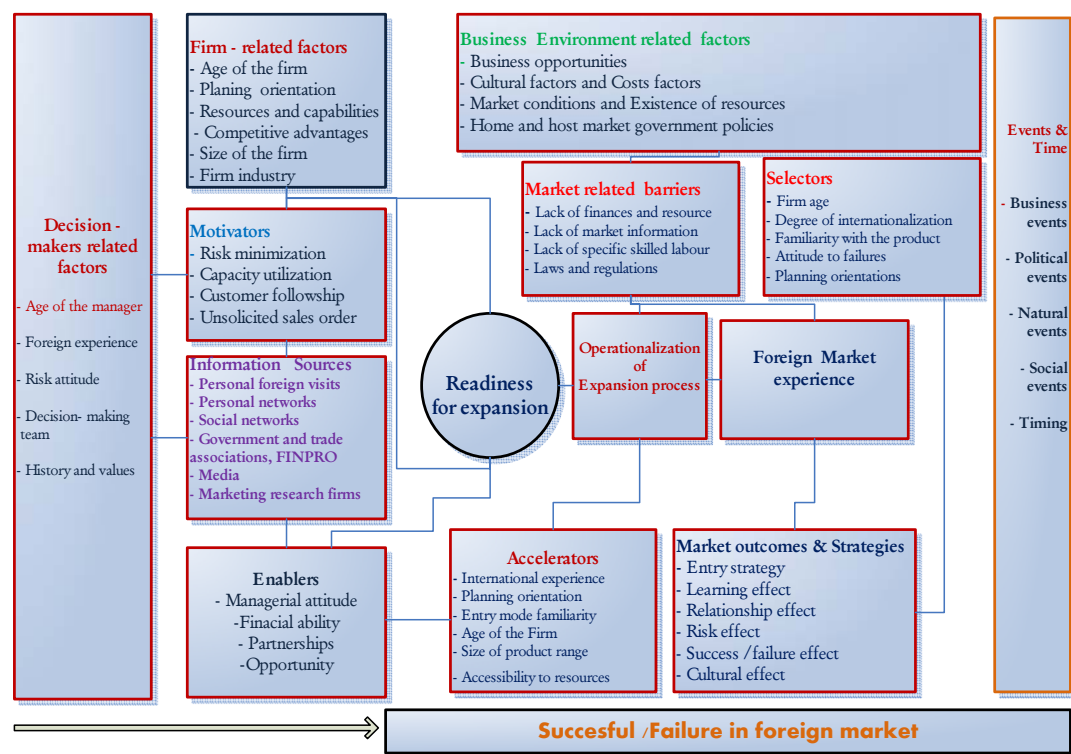 Decision -
makers related
factors
- Age of the manager
- Foreign experience
- Risk attitude
- Decision- making
team
- History and values
Firm - related factors
- Age of the firm
- Planing orientation
- Resources and capabilities
- Competitive advantages
- Size of the firm
- Firm industry
Motivators
- Risk minimization
- Capacity utilization
- Customer followship
- Unsolicited sales order
Information Sources
- Personal foreign visits
- Personal networks
- Social networks
- Government and trade
associations, FINPRO
- Media
- Marketing research firms
Enablers
- Managerial attitude
-Finacial ability
- Partnerships
-Opportunity
Readiness
for expansion
Business Environment related factors
- Business opportunities
- Cultural factors and Costs factors
- Market conditions and Existence of resources
- Home and host market government policies
Market related barriers
- Lack of finances and resource
- Lack of market information
- Lack of specific skilled labour
- Laws and regulations
Selectors
- Firm age
- Degree of internationalization
- Familiarity with the product
- Attitude to failures
- Planning orientations
Operationalization
of
Expansion process
Foreign Market
experience
Accelerators
- International experience
- Planning orientation
- Entry mode familiarity
- Age of the Firm
- Size of product range
- Accessibility to resources
Market outcomes & Strategies
- Entry strategy
- Learning effect
- Relationship effect
- Risk effect
- Success /failure effect
- Cultural effect
Events &
Time
- Business
events
- Political
events
- Natural
events
- Social
events
- Timing
Succesful /Failure in foreign market